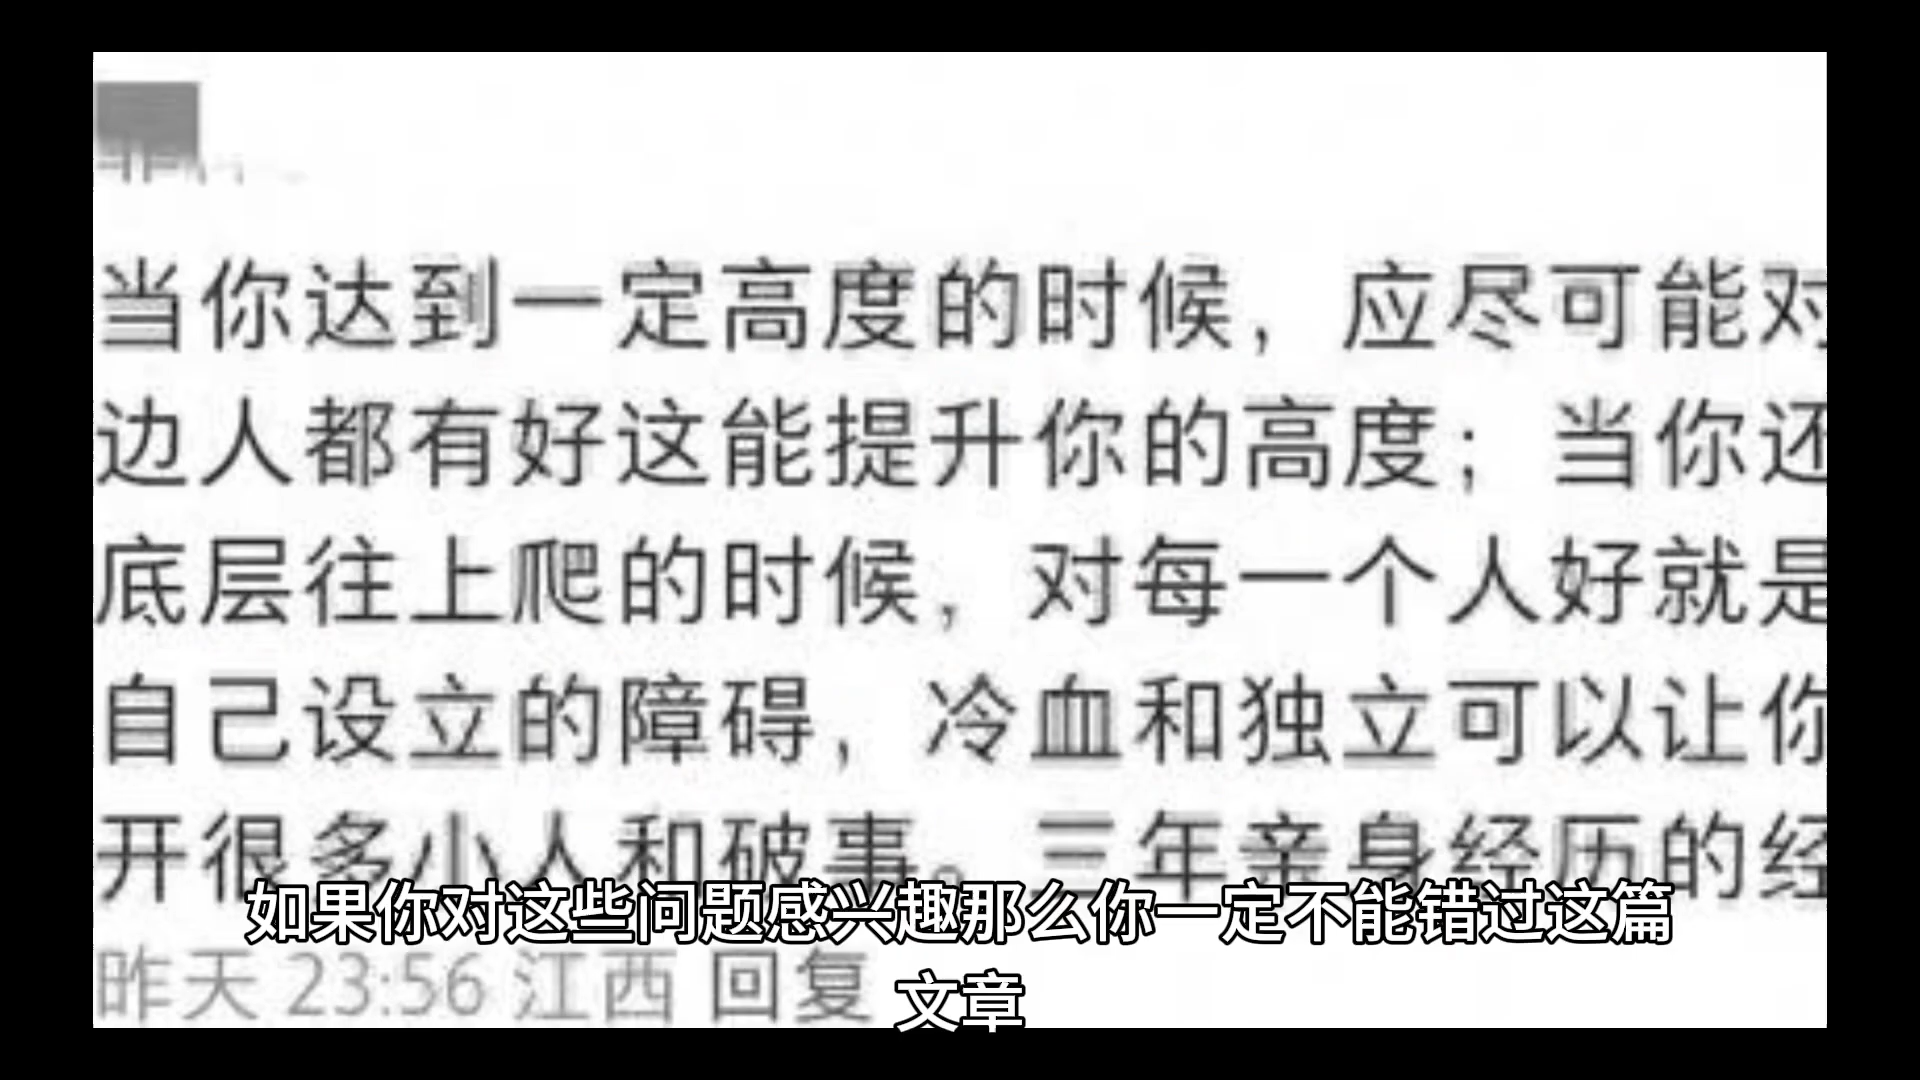 当你达到一定高度的时候，应尽可能对
边人都有好这能提升你的高度；当你还
底层往上爬的时候，对每一个人好就是
自己设立的障碍，冷血和独立可以让你
开很多小人和破事。三年亲身经历的经
如果你对这些问题感兴趣那么你一定不能错过这篇
文章
昨天 23:56 江西 回复